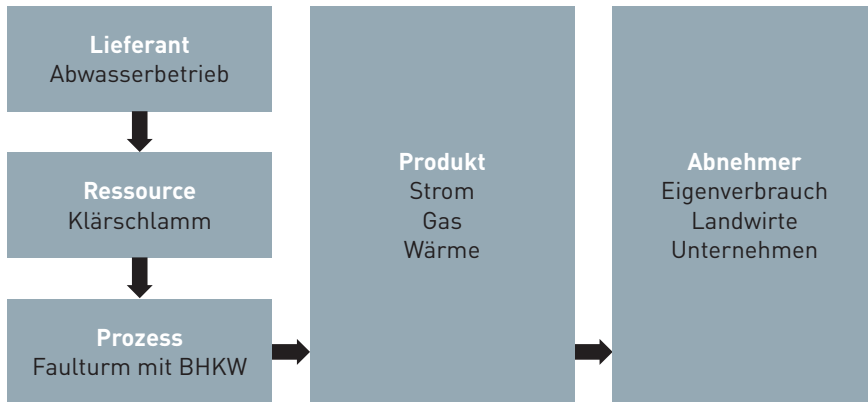 Lieferant
Abwasserbetrieb
Ressource
Klärschlamm
Prozess
Faulturm mit BHKW
Produkt
Strom
Gas
Wärme
Abnehmer
Eigenverbrauch
Landwirte
Unternehmen